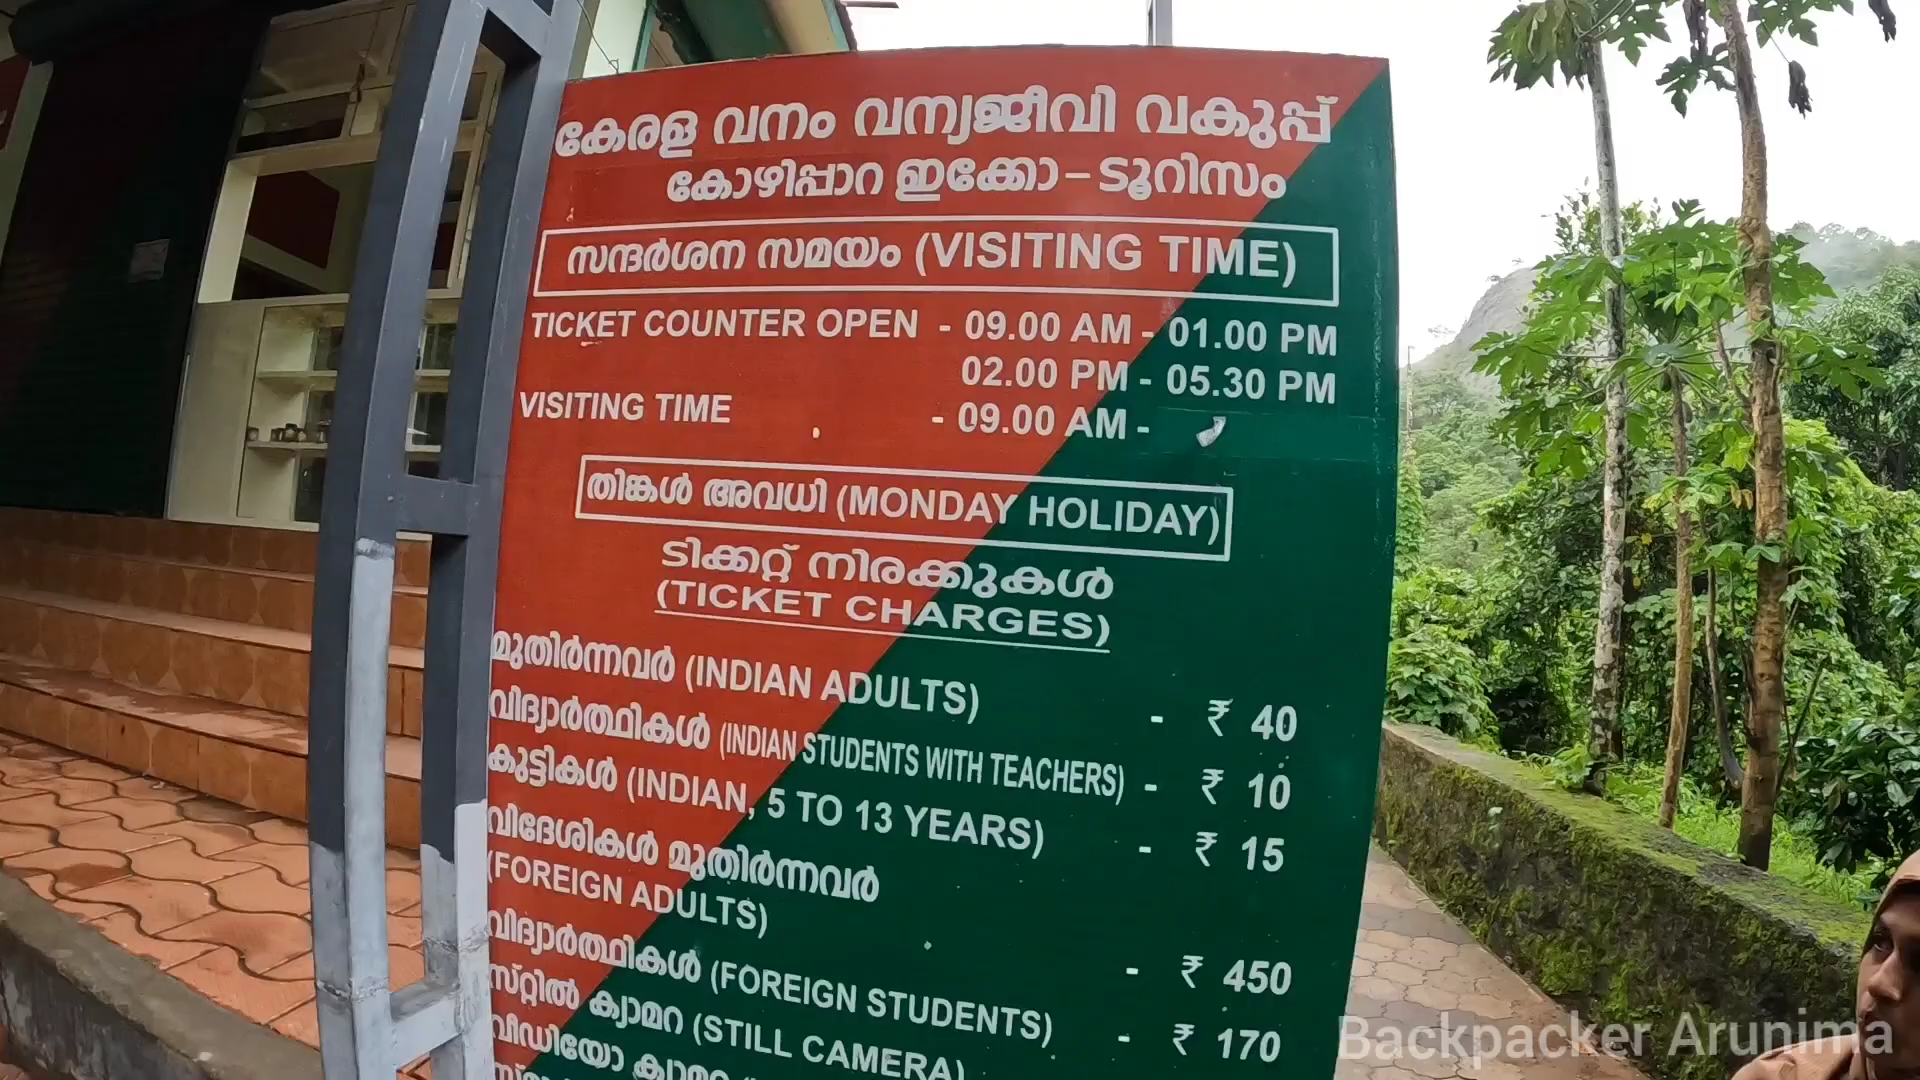 കേരള വനം വന്യജീവി വകുപ്പ്
കോഴിപ്പാറ ഇക്കോ - ടൂറിസം
സന്ദർശന സമയം (VISITING TIME)
TICKET COUNTER OPEN - 09.00 AM - 01.00 PM
02.00 PM - 05.30 PM
VISITING TIME - 09.00 AM -
തിങ്കൾ അവധി (MONDAY HOLIDAY)
ടിക്കറ്റ് നിരക്കുകൾ
(TICKET CHARGES)
മുതിർന്നവർ (INDIAN ADULTS) - ₹ 40
വിദ്യാർത്ഥികൾ (INDIAN STUDENTS WITH TEACHERS) - ₹ 10
കുട്ടികൾ (INDIAN, 5 TO 13 YEARS) - ₹ 15
വിദേശികൾ മുതിർന്നവർ
(FOREIGN ADULTS) - ₹ 450
വിദ്യാർത്ഥികൾ (FOREIGN STUDENTS) - ₹ 170
സ്റ്റിൽ ക്യാമറ (STILL CAMERA)
വീഡിയോ ക്യാമറ
Backpacker Arunima